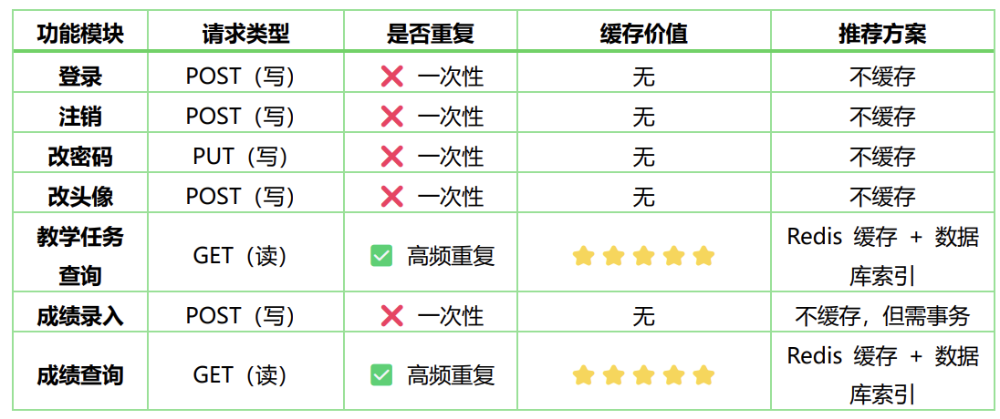 功能模块 请求类型 是否重复 缓存价值 推荐方案
登录 POST（写） ❌ 一次性 无 不缓存
注销 POST（写） ❌ 一次性 无 不缓存
改密码 PUT（写） ❌ 一次性 无 不缓存
改头像 POST（写） ❌ 一次性 无 不缓存
教学任务
查询 GET（读） ✅ 高频重复 ⭐⭐⭐⭐⭐ Redis 缓存 + 数据
库索引
成绩录入 POST（写） ❌ 一次性 无 不缓存，但需事务
成绩查询 GET（读） ✅ 高频重复 ⭐⭐⭐⭐⭐ Redis 缓存 + 数据
库索引